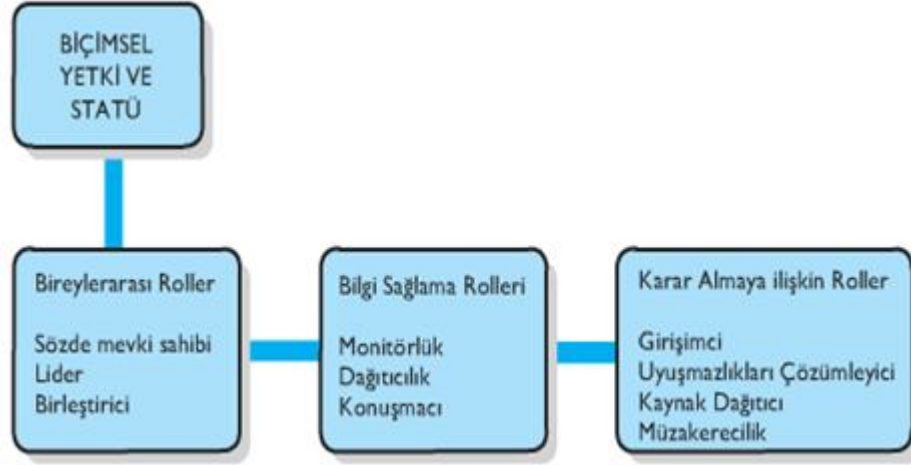 BİÇİMSEL
YETKİ VE
STATÜ
Bireylerarası Roller
Sözde mevki sahibi
Lider
Birleştirici
Bilgi Sağlama Rolleri
Monitörlük
Dağıtıcılık
Konuşmacı
Karar Almaya ilişkin Roller
Girişimci
Uyuşmazlıkları Çözümleyici
Kaynak Dağıtıcı
Müzakerecilik